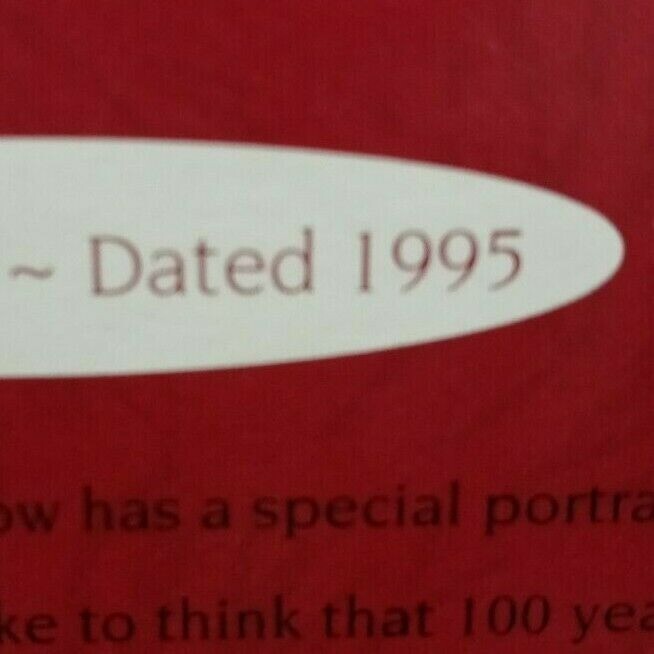 ~ Dated 1995
ow has a special portra
ke to think that 100 yea